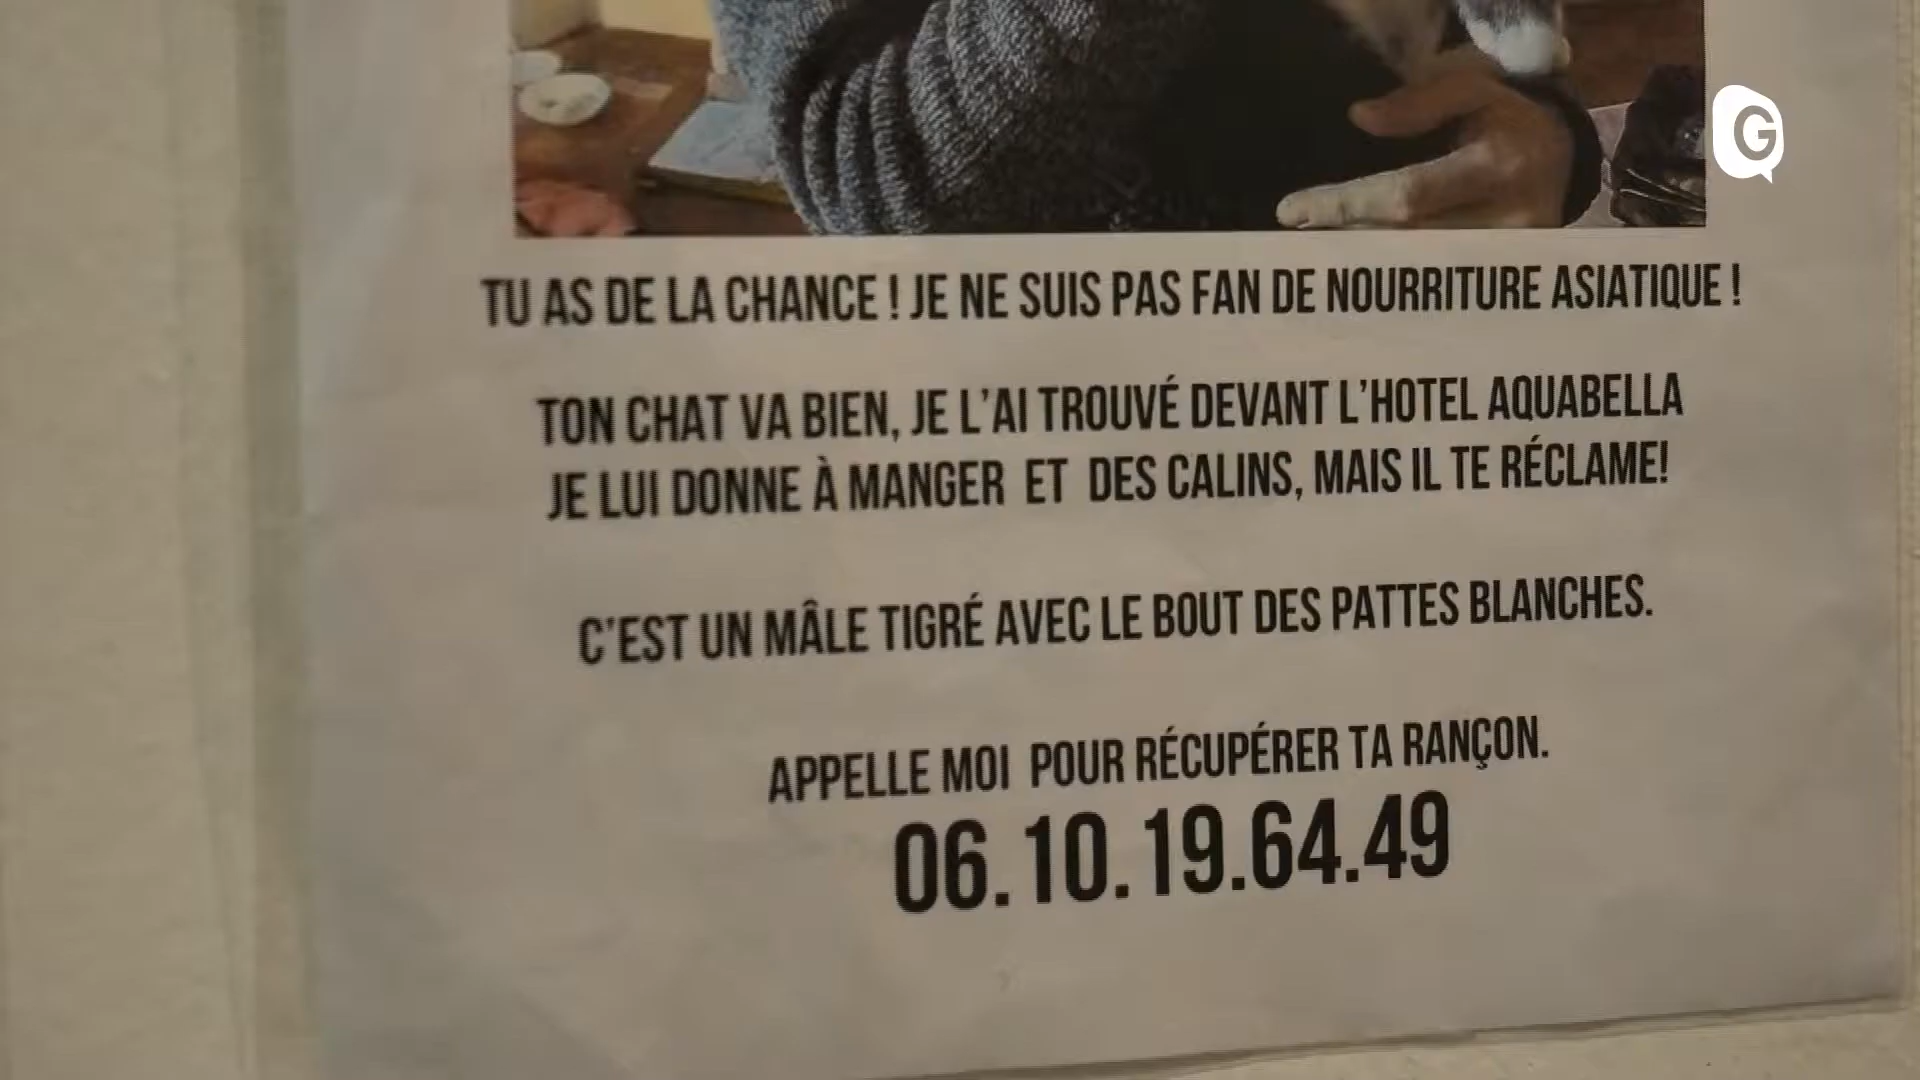 G
TU AS DE LA CHANCE ! JE NE SUIS PAS FAN DE NOURRITURE ASIATIQUE !
TON CHAT VA BIEN, JE L'AI TROUVÉ DEVANT L'HOTEL AQUABELLA
JE LUI DONNE À MANGER ET DES CALINS, MAIS IL TE RÉCLAME!
C'EST UN MÂLE TIGRÉ AVEC LE BOUT DES PATTES BLANCHES.
APPELLE MOI POUR RÉCUPÉRER TA RANÇON.
06.10.19.64.49